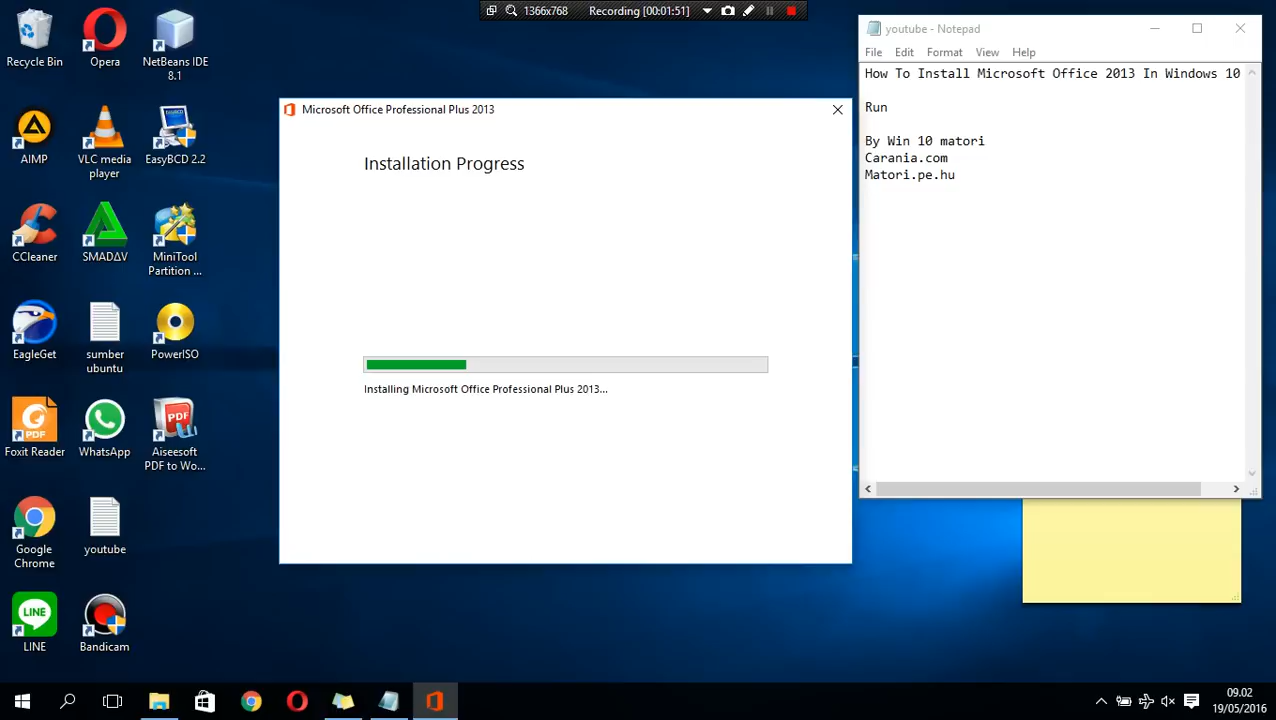 1366x768
Recording [00:01:51]
Recycle Bin
Opera
NetBeans IDE
8.1
AIMP
VLC media
player
EasyBCD 2.2
CCleaner
SMADΔV
MiniTool
Partition ...
EagleGet
sumber
ubuntu
PowerISO
PDF
Foxit Reader
WhatsApp
PDF
Aiseesoft
PDF to Wo...
Google
Chrome
youtube
LINE
LINE
Bandicam
Microsoft Office Professional Plus 2013
Installation Progress
Installing Microsoft Office Professional Plus 2013...
youtube - Notepad
File Edit Format View Help
How To Install Microsoft Office 2013 In Windows 10
Run
By Win 10 matori
Carania.com
Matori.pe.hu
09.02
19/05/2016